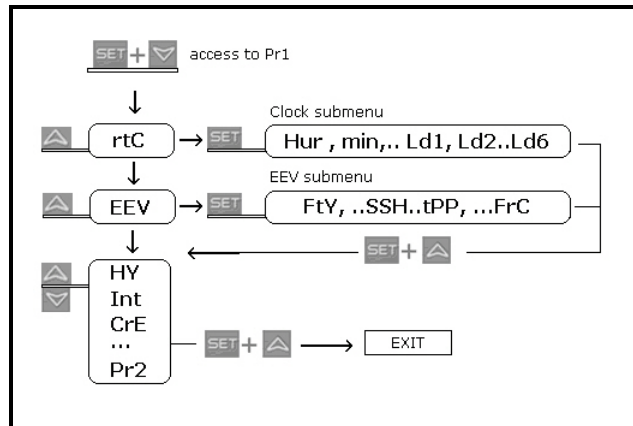 SET + access to Pr1
Clock submenu
rtC SET Hur , min,.. Ld1, Ld2..Ld6
EEV submenu
EEV SET FtY, ..SSH..tPP, ...FrC
SET +
HY
Int
CrE
...
Pr2
SET + EXIT